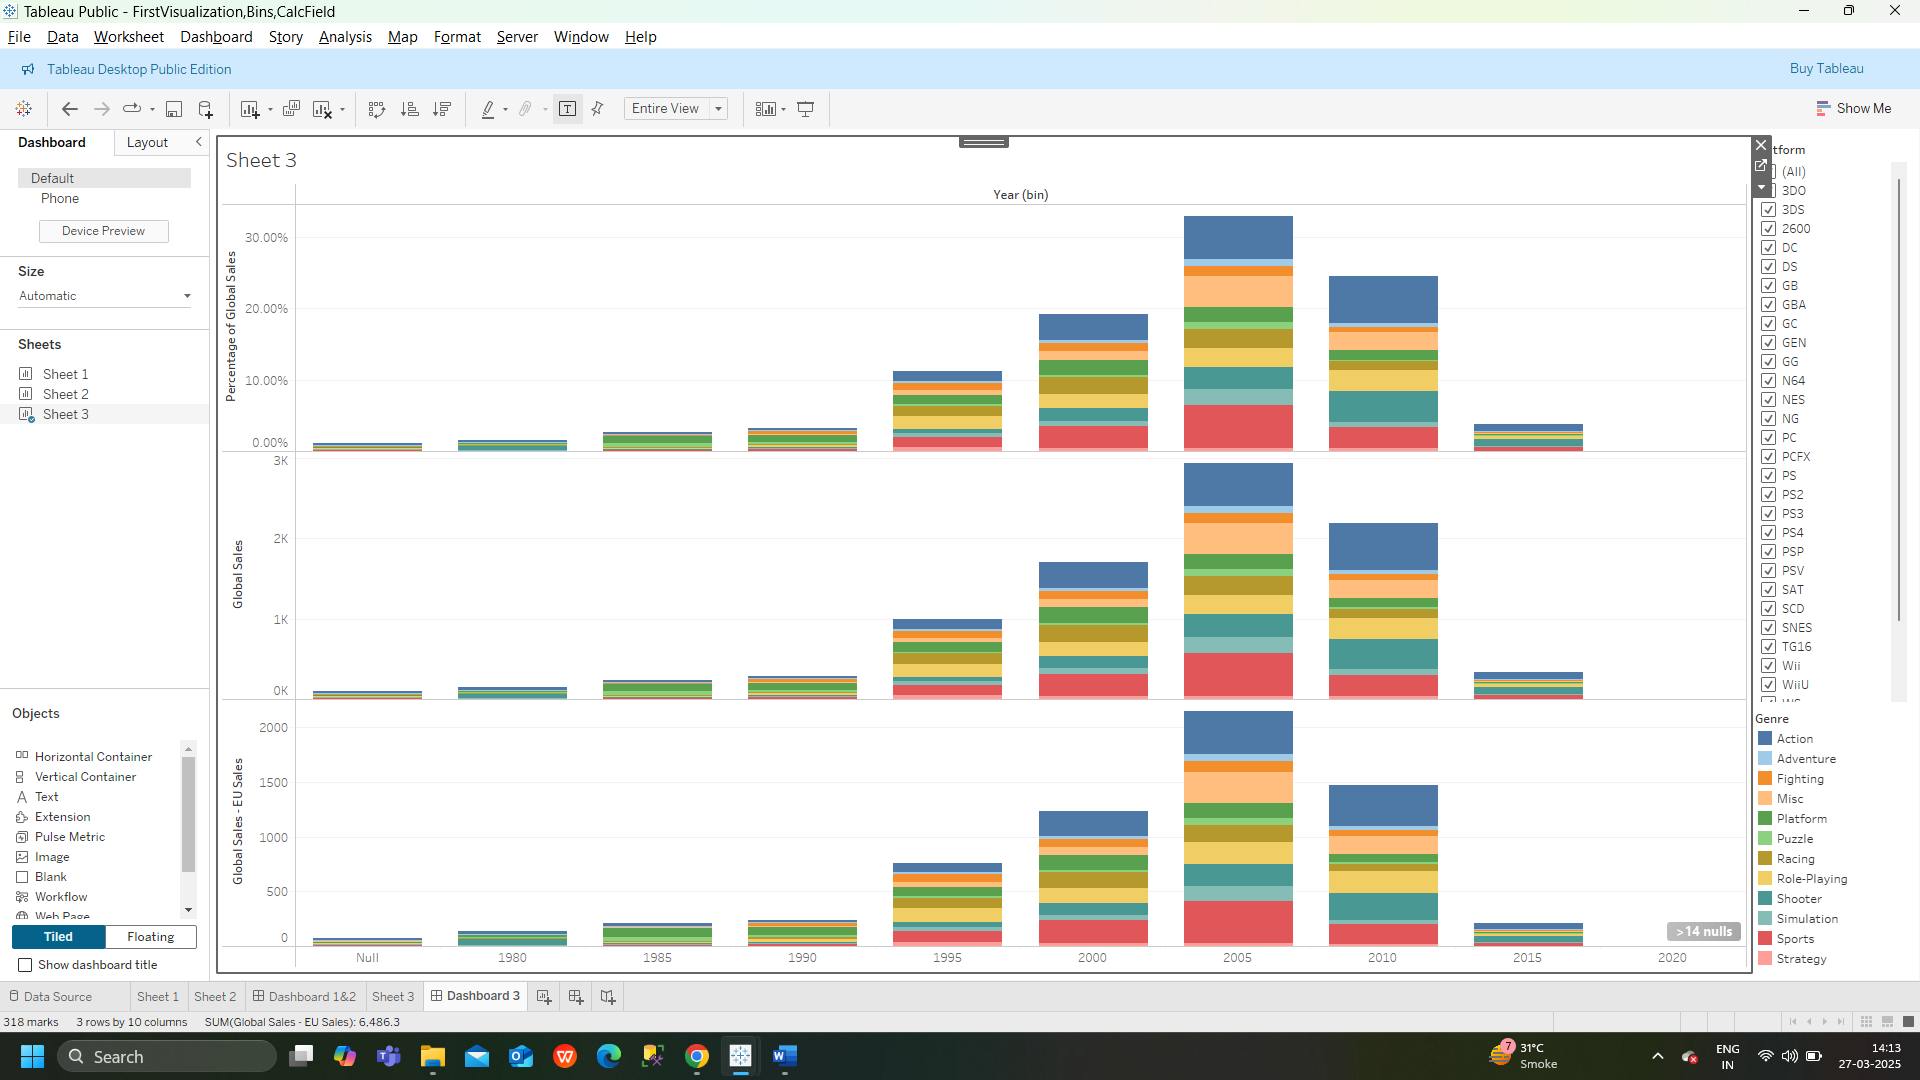 Tableau Public - FirstVisualization,Bins,CalcField
File Data Worksheet Dashboard Story Analysis Map Format Server Window Help
Tableau Desktop Public Edition Buy Tableau
Entire View Show Me
Dashboard Layout
Default
Phone
Device Preview
Size
Automatic
Sheets
Sheet 1
Sheet 2
Sheet 3
Objects
Horizontal Container
Vertical Container
Text
Extension
Pulse Metric
Image
Blank
Workflow
Web Page
Tiled Floating
Show dashboard title
Sheet 3
Year (bin)
Percentage of Global Sales
30.00%
20.00%
10.00%
0.00%
Global Sales
3K
2K
1K
0K
Global Sales - EU Sales
2000
1500
1000
500
0
>14 nulls
Null 1980 1985 1990 1995 2000 2005 2010 2015 2020
tform
(All)
3DO
3DS
2600
DC
DS
GB
GBA
GC
GEN
GG
N64
NES
NG
PC
PCFX
PS
PS2
PS3
PS4
PSP
PSV
SAT
SCD
SNES
TG16
Wii
WiiU
Genre
Action
Adventure
Fighting
Misc
Platform
Puzzle
Racing
Role-Playing
Shooter
Simulation
Sports
Strategy
Data Source Sheet 1 Sheet 2 Dashboard 1&2 Sheet 3 Dashboard 3
318 marks 3 rows by 10 columns SUM(Global Sales - EU Sales): 6,486.3
Search
7
31°C
Smoke
ENG
IN
14:13
27-03-2025